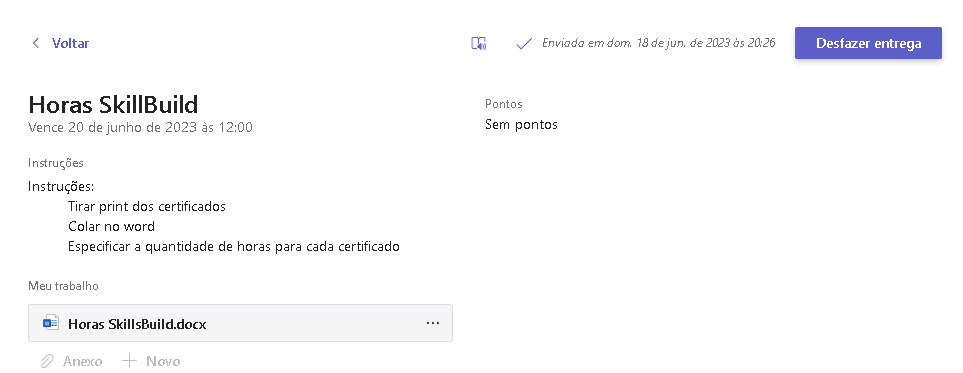 Voltar
Enviada em dom. 18 de jun. de 2023 às 20:26
Desfazer entrega
Horas SkillBuild
Vence 20 de junho de 2023 às 12:00
Pontos
Sem pontos
Instruções
Instruções:
Tirar print dos certificados
Colar no word
Especificar a quantidade de horas para cada certificado
Meu trabalho
Horas SkillsBuild.docx
Anexo
Novo